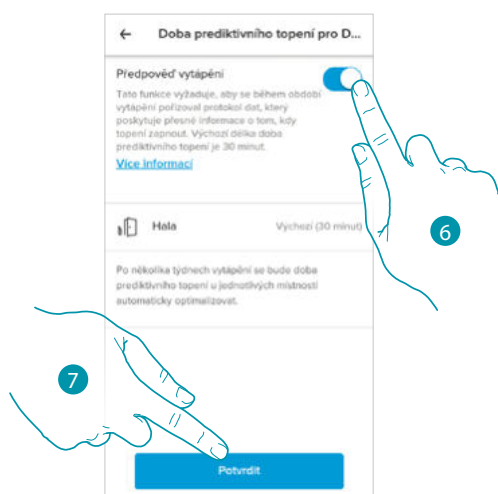 ← Doba prediktivního topení pro D...
Předpověď vytápění
Tato funkce vyžaduje, aby se během období
vytápění pořizoval protokol dat, který
poskytuje přesné informace o tom, kdy
topení zapnout. Výchozí délka doba
prediktivního topení je 30 minut.
Více informací
Hala Výchozí (30 minut)
6
Po několika týdnech vytápění se bude doba
prediktivního topení u jednotlivých místností
automaticky optimalizovat.
7
Potvrdit